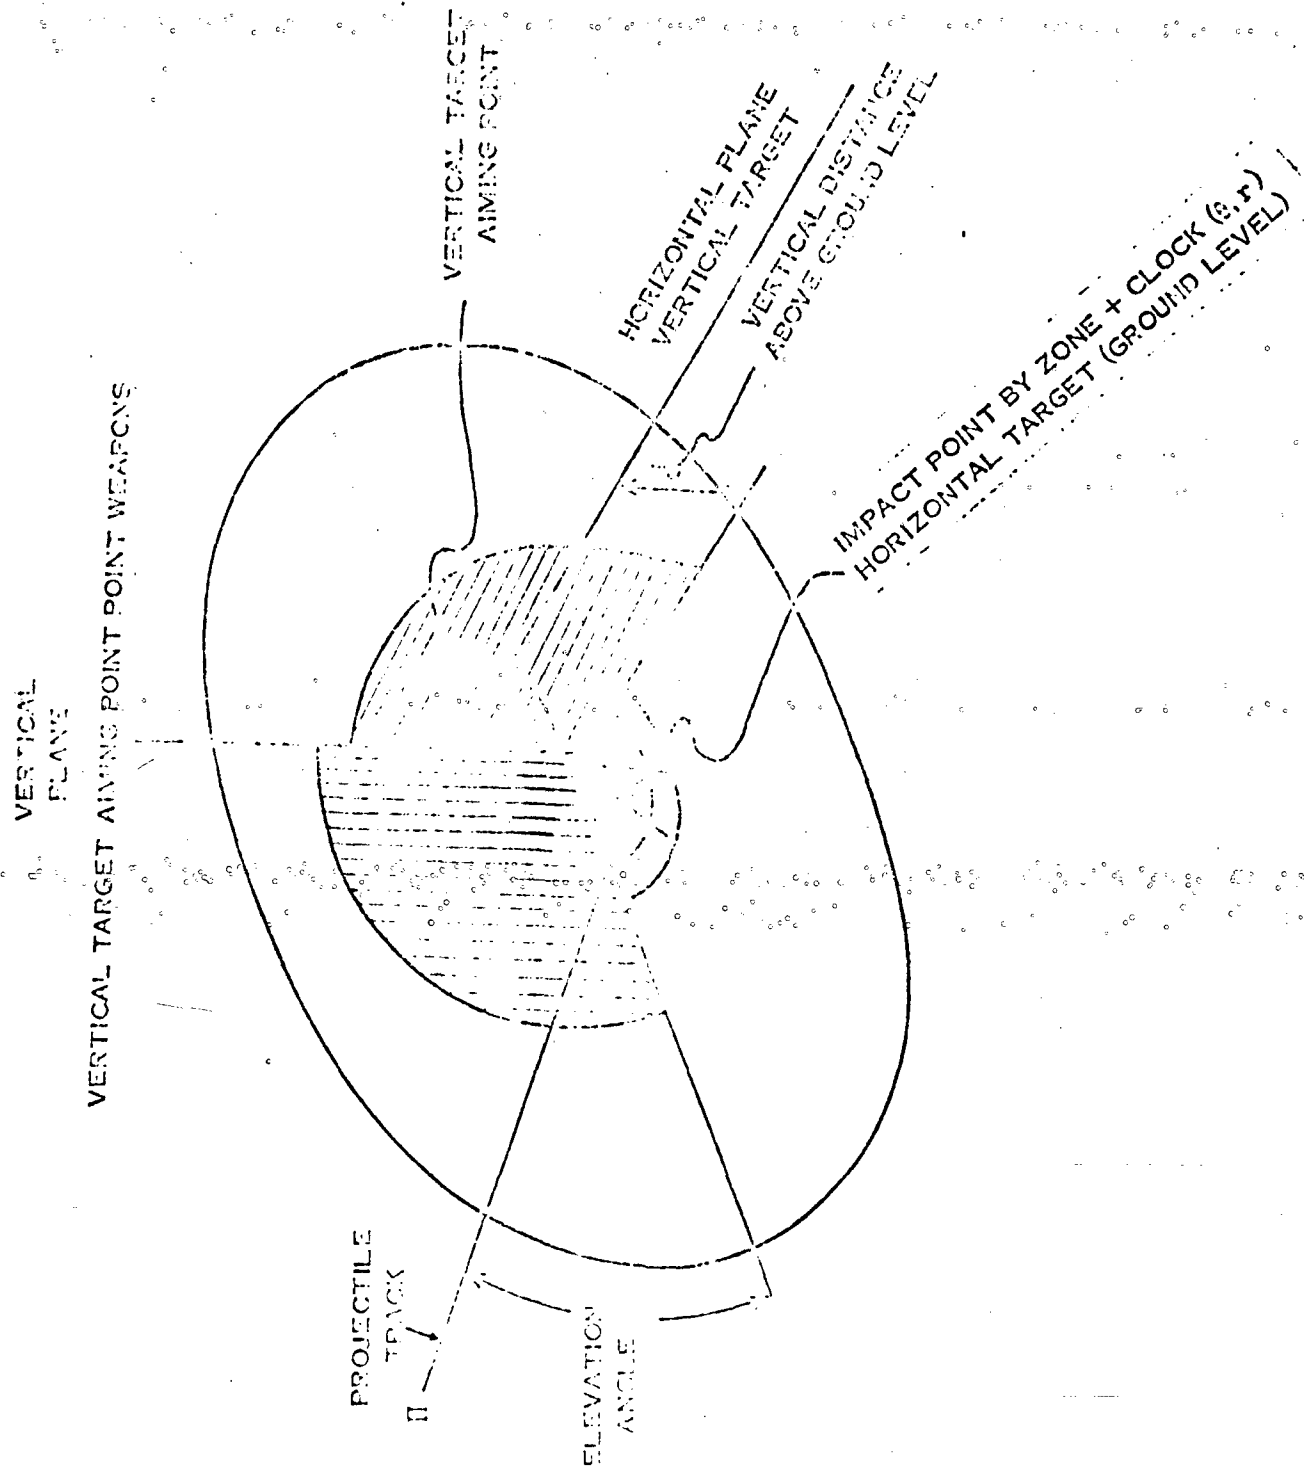 VERTICAL
PLANE
VERTICAL TARGET AIMING POINT POINT WEAPONS
VERTICAL TARGET
AIMING POINT
HORIZONTAL PLANE
VERTICAL TARGET
VERTICAL DISTANCE
ABOVE GROUND LEVEL
IMPACT POINT BY ZONE + CLOCK (θ,r)
HORIZONTAL TARGET (GROUND LEVEL)
PROJECTILE
TRACK
ELEVATION
ANGLE